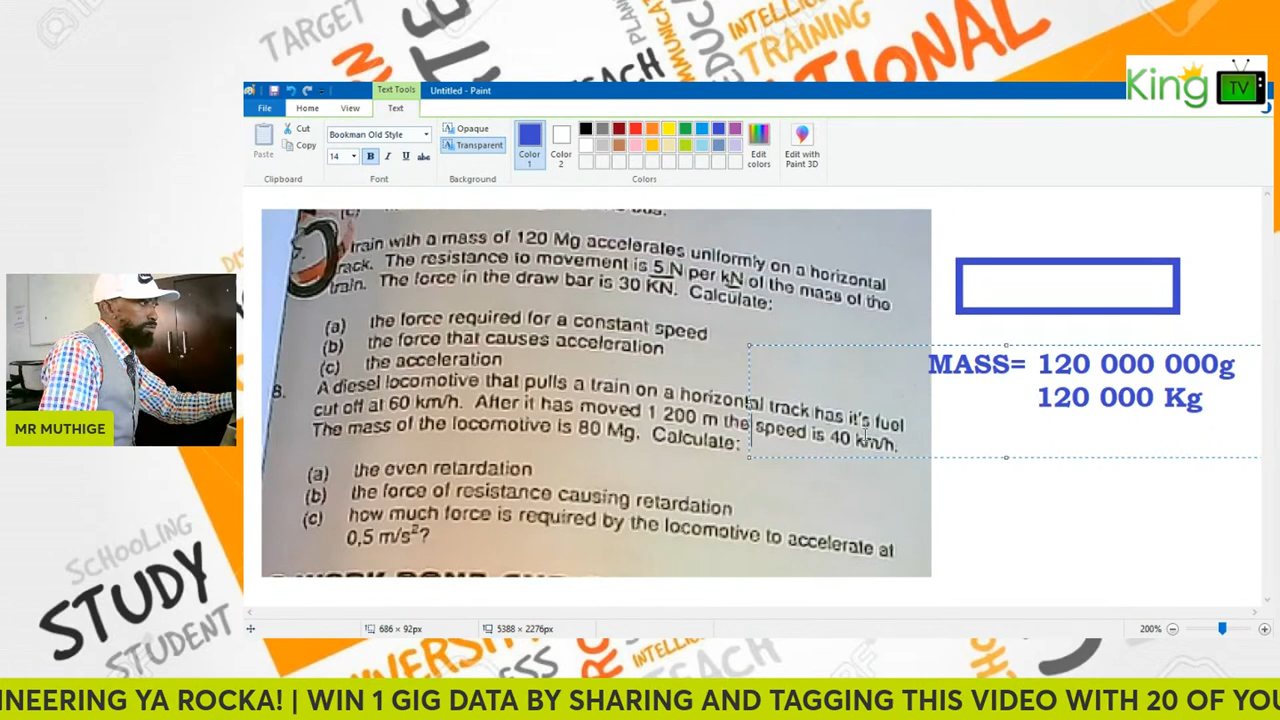 TARGET
PLAN
COMMUNICATION
EDUC
INTELLIG
TRAINING
TEACH
King TV
Text Tools
Untitled - Paint
File
Home
View
Text
Paste
Cut
Copy
Clipboard
Bookman Old Style
14
B I U abc
Font
Opaque
Transparent
Background
Color 1
Color 2
Colors
Edit colors
Edit with Paint 3D
train with a mass of 120 Mg accelerates uniformly on a horizontal
track. The resistance to movement is 5 N per kN of the mass of the
train. The force in the draw bar is 30 KN. Calculate:
(a) the force required for a constant speed
(b) the force that causes acceleration
(c) the acceleration
8. A diesel locomotive that pulls a train on a horizontal track has it's fuel
cut off at 60 km/h. After it has moved 1 200 m the speed is 40 km/h.
The mass of the locomotive is 80 Mg. Calculate:
(a) the even retardation
(b) the force of resistance causing retardation
(c) how much force is required by the locomotive to accelerate at
0,5 m/s²?
MASS= 120 000 000g
120 000 Kg
MR MUTHIGE
SCHOOLING
STUDY
STUDENT
686 × 92px
5388 × 2276px
200%
TEACH
INEERING YA ROCKA! | WIN 1 GIG DATA BY SHARING AND TAGGING THIS VIDEO WITH 20 OF YOU